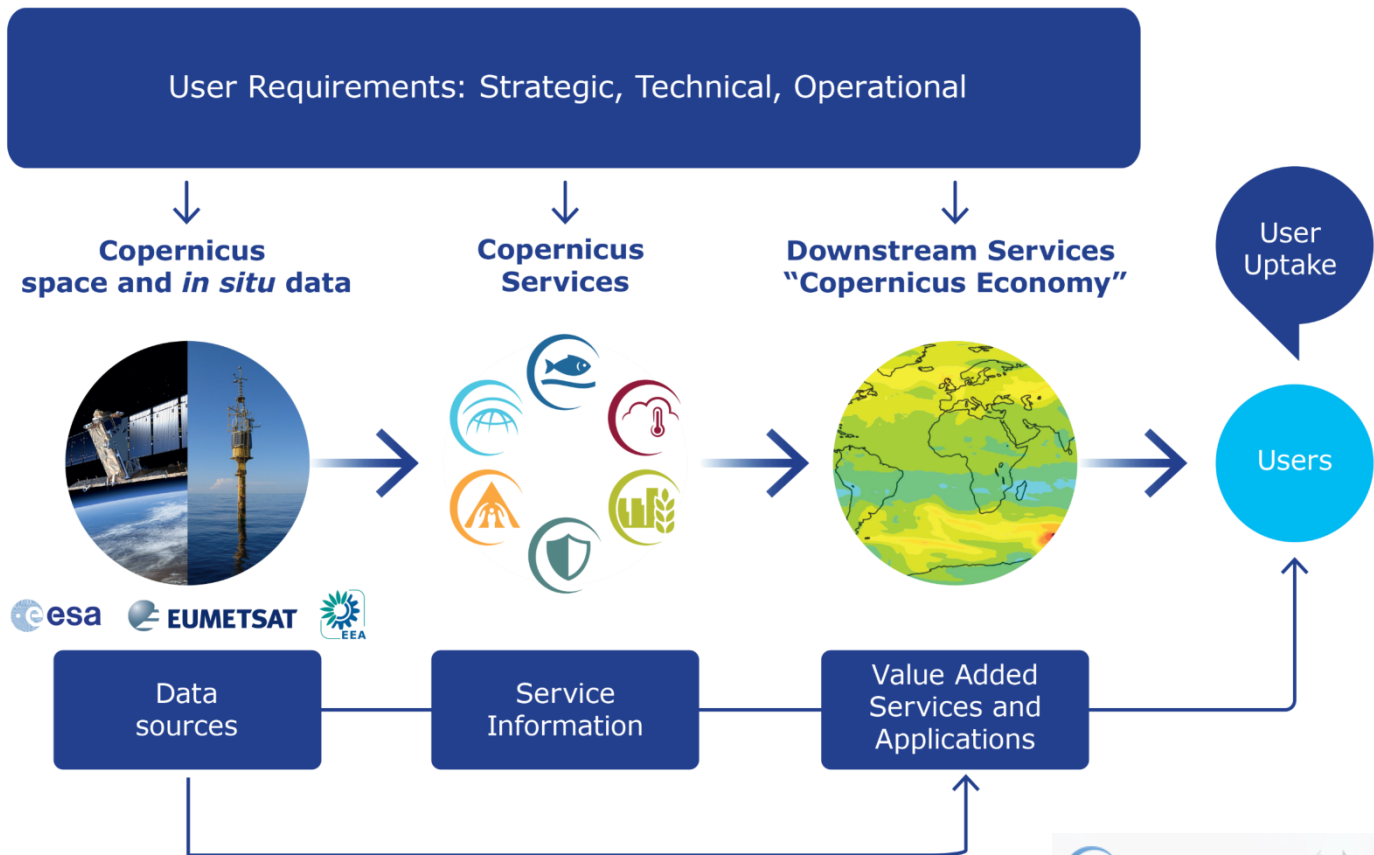 User Requirements: Strategic, Technical, Operational
Copernicus
space and in situ data
Copernicus
Services
Downstream Services
“Copernicus Economy”
User
Uptake
Users
esa
EUMETSAT
EEA
Data
sources
Service
Information
Value Added
Services and
Applications